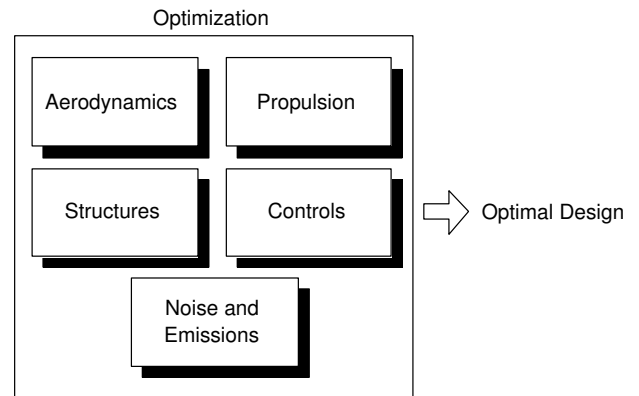 Optimization
Aerodynamics
Propulsion
Structures
Controls
Optimal Design
Noise and
Emissions